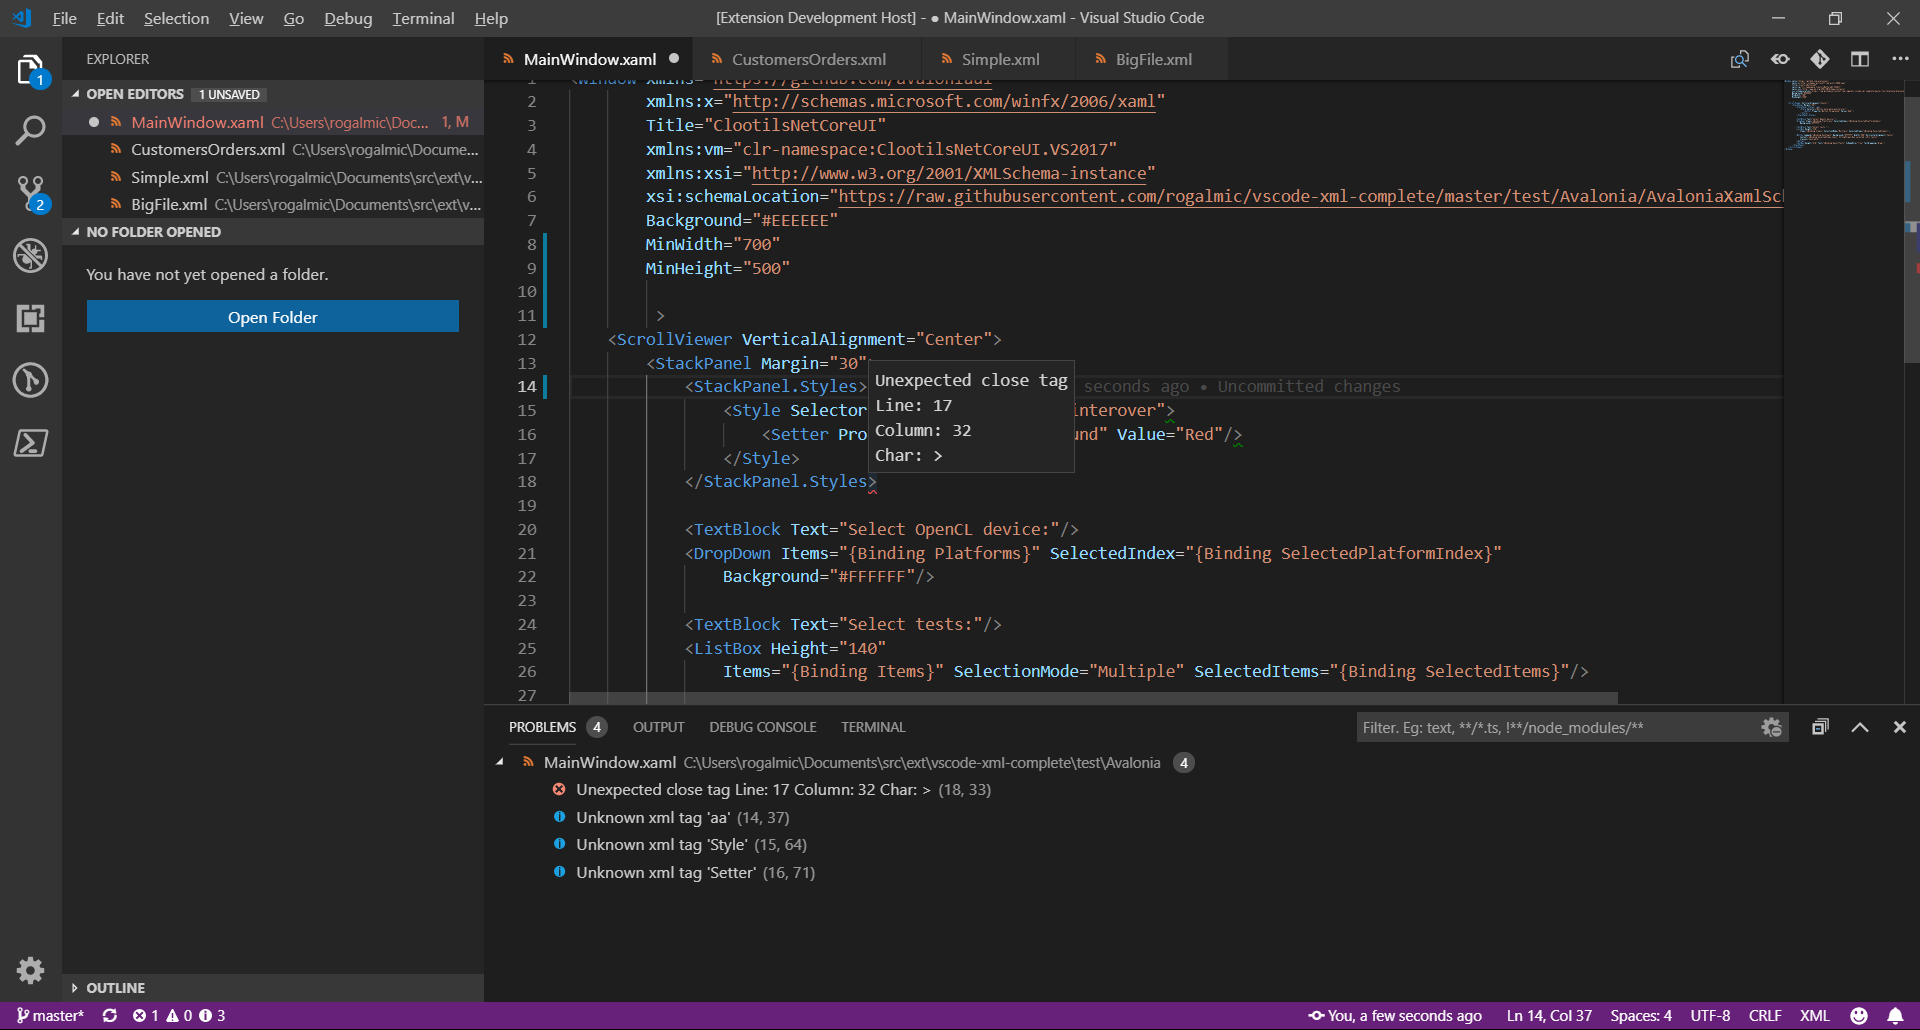 File Edit Selection View Go Debug Terminal Help
[Extension Development Host] - ● MainWindow.xaml - Visual Studio Code
EXPLORER
OPEN EDITORS 1 UNSAVED
MainWindow.xaml C:\Users\rogalmic\Doc... 1, M
CustomersOrders.xml C:\Users\rogalmic\Docume...
Simple.xml C:\Users\rogalmic\Documents\src\ext\v...
BigFile.xml C:\Users\rogalmic\Documents\src\ext\v...
NO FOLDER OPENED
You have not yet opened a folder.
Open Folder
OUTLINE
1
2
MainWindow.xaml ● CustomersOrders.xml Simple.xml BigFile.xml
1 <Window xmlns="https://github.com/avaloniaui"
2 xmlns:x="http://schemas.microsoft.com/winfx/2006/xaml"
3 Title="ClootilsNetCoreUI"
4 xmlns:vm="clr-namespace:ClootilsNetCoreUI.VS2017"
5 xmlns:xsi="http://www.w3.org/2001/XMLSchema-instance"
6 xsi:schemaLocation="https://raw.githubusercontent.com/rogalmic/vscode-xml-complete/master/test/Avalonia/AvaloniaXamlSc
7 Background="#EEEEEE"
8 MinWidth="700"
9 MinHeight="500"
10
11 >
12 <ScrollViewer VerticalAlignment="Center">
13 <StackPanel Margin="30"
14 <StackPanel.Styles> seconds ago • Uncommitted changes
15 <Style Selector interover">
16 <Setter Pro und" Value="Red"/>
17 </Style>
18 </StackPanel.Styles>
19
20 <TextBlock Text="Select OpenCL device:"/>
21 <DropDown Items="{Binding Platforms}" SelectedIndex="{Binding SelectedPlatformIndex}"
22 Background="#FFFFFF"/>
23
24 <TextBlock Text="Select tests:"/>
25 <ListBox Height="140"
26 Items="{Binding Items}" SelectionMode="Multiple" SelectedItems="{Binding SelectedItems}"/>
27
Unexpected close tag
Line: 17
Column: 32
Char: >
PROBLEMS 4 OUTPUT DEBUG CONSOLE TERMINAL
Filter. Eg: text, **/*.ts, !**/node_modules/**
MainWindow.xaml C:\Users\rogalmic\Documents\src\ext\vscode-xml-complete\test\Avalonia 4
Unexpected close tag Line: 17 Column: 32 Char: > (18, 33)
Unknown xml tag 'aa' (14, 37)
Unknown xml tag 'Style' (15, 64)
Unknown xml tag 'Setter' (16, 71)
master* 1 0 3 You, a few seconds ago Ln 14, Col 37 Spaces: 4 UTF-8 CRLF XML